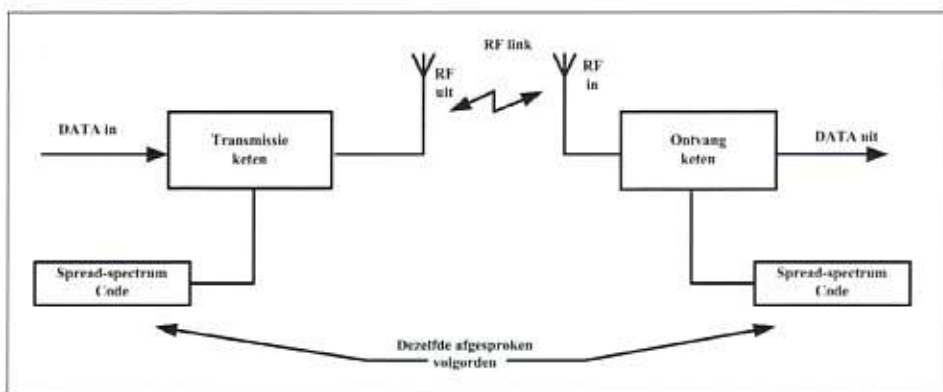 RF link
RF
uit
RF
in
DATA in
Transmissie
keten
Ontvang
keten
DATA uit
Spread-spectrum
Code
Spread-spectrum
Code
Dezelfde afgesproken
volgorden